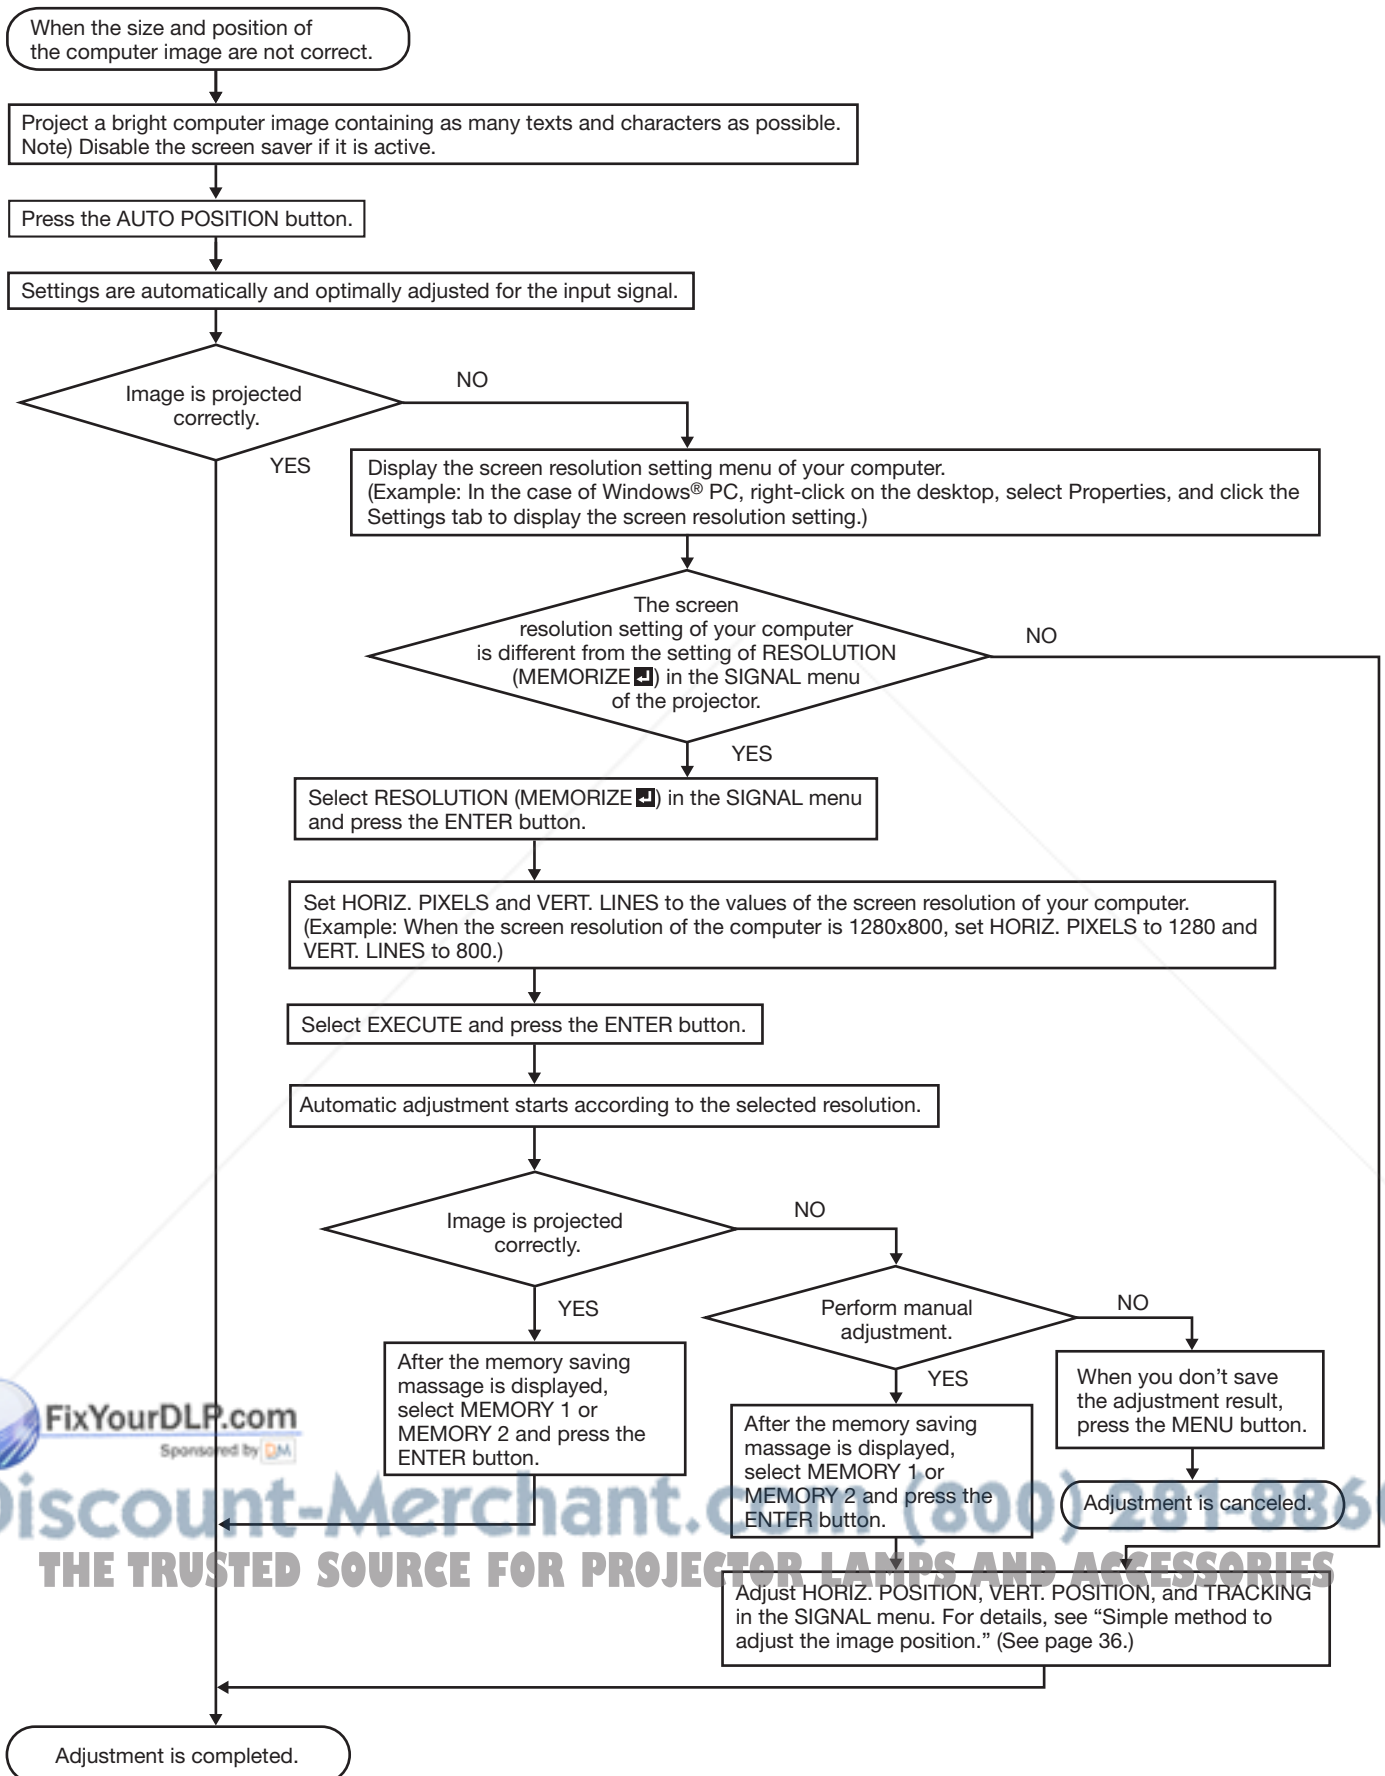 When the size and position of
the computer image are not correct.
Project a bright computer image containing as many texts and characters as possible.
Note) Disable the screen saver if it is active.
Press the AUTO POSITION button.
Settings are automatically and optimally adjusted for the input signal.
Image is projected
correctly.
NO
YES
Display the screen resolution setting menu of your computer.
(Example: In the case of Windows® PC, right-click on the desktop, select Properties, and click the
Settings tab to display the screen resolution setting.)
The screen
resolution setting of your computer
is different from the setting of RESOLUTION
(MEMORIZE ↵) in the SIGNAL menu
of the projector.
NO
YES
Select RESOLUTION (MEMORIZE ↵) in the SIGNAL menu
and press the ENTER button.
Set HORIZ. PIXELS and VERT. LINES to the values of the screen resolution of your computer.
(Example: When the screen resolution of the computer is 1280x800, set HORIZ. PIXELS to 1280 and
VERT. LINES to 800.)
Select EXECUTE and press the ENTER button.
Automatic adjustment starts according to the selected resolution.
Image is projected
correctly.
NO
YES
Perform manual
adjustment.
NO
YES
After the memory saving
massage is displayed,
select MEMORY 1 or
MEMORY 2 and press the
ENTER button.
After the memory saving
massage is displayed,
select MEMORY 1 or
MEMORY 2 and press the
ENTER button.
When you don't save
the adjustment result,
press the MENU button.
Adjustment is canceled.
Adjust HORIZ. POSITION, VERT. POSITION, and TRACKING
in the SIGNAL menu. For details, see “Simple method to
adjust the image position.” (See page 36.)
Adjustment is completed.
FixYourDLP.com
Sponsored by DM
Discount-Merchant.com (800) 281-886
THE TRUSTED SOURCE FOR PROJECTOR LAMPS AND ACCESSORIES